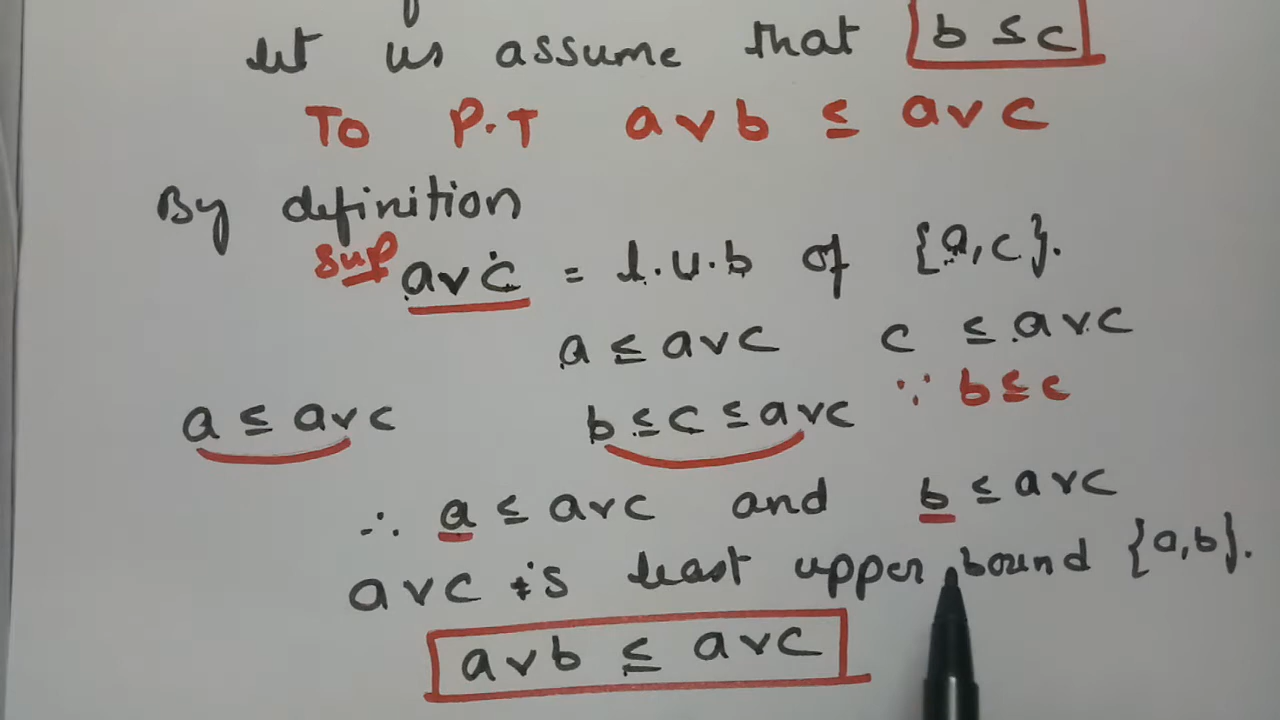 let us assume that b ≤ c
TO P.T a∨b ≤ a∨c
By definition
sup a∨c = l.u.b of {a,c}.
a ≤ a∨c c ≤ a∨c
a ≤ a∨c b ≤ c ≤ a∨c ∵ b ≤ c
∴ a ≤ a∨c and b ≤ a∨c
a∨c is least upper bound {a,b}.
a∨b ≤ a∨c